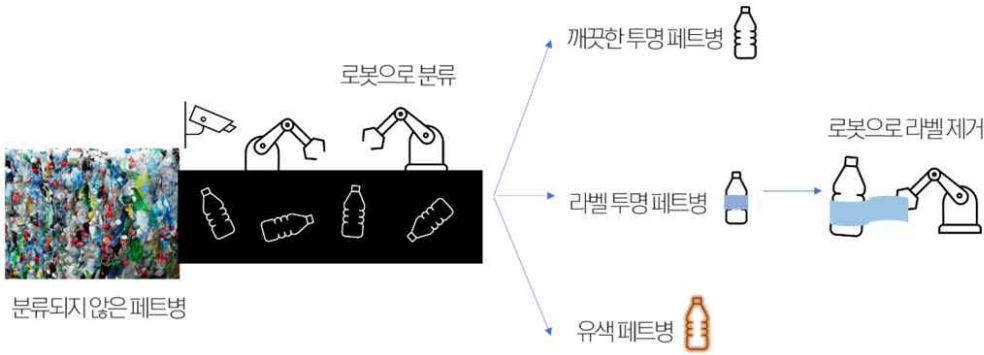 깨끗한 투명 페트병
로봇으로 분류
로봇으로 라벨 제거
라벨 투명 페트병
분류되지 않은 페트병
유색 페트병